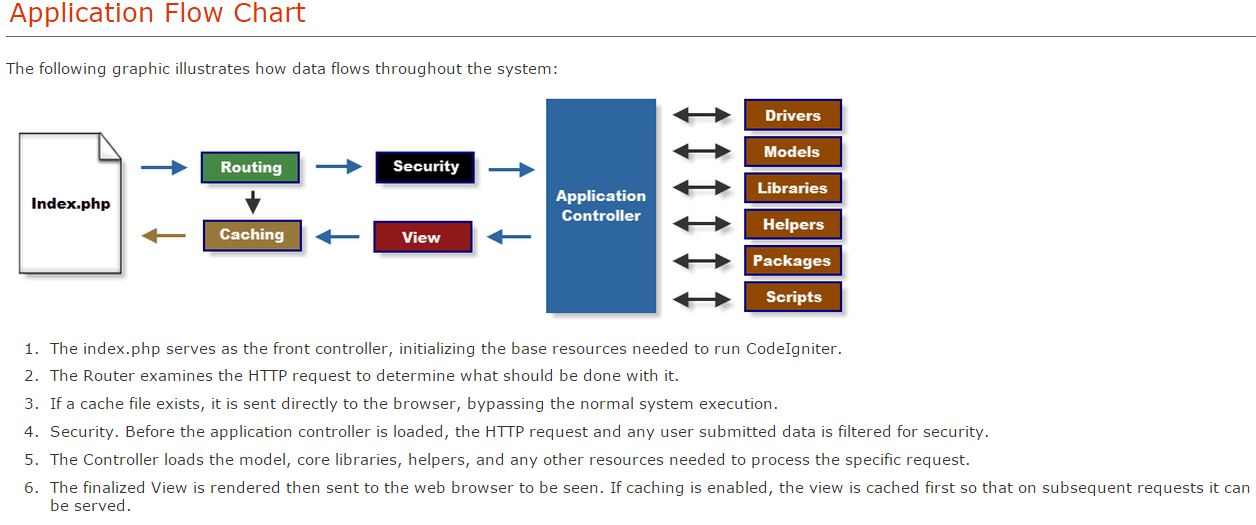 Application Flow Chart
The following graphic illustrates how data flows throughout the system:
Index.php
Routing
Security
Caching
View
Application
Controller
Drivers
Models
Libraries
Helpers
Packages
Scripts
1. The index.php serves as the front controller, initializing the base resources needed to run CodeIgniter.
2. The Router examines the HTTP request to determine what should be done with it.
3. If a cache file exists, it is sent directly to the browser, bypassing the normal system execution.
4. Security. Before the application controller is loaded, the HTTP request and any user submitted data is filtered for security.
5. The Controller loads the model, core libraries, helpers, and any other resources needed to process the specific request.
6. The finalized View is rendered then sent to the web browser to be seen. If caching is enabled, the view is cached first so that on subsequent requests it can
be served.